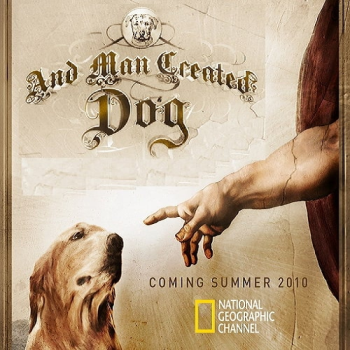 And Man Created
Dog
COMING SUMMER 2010
NATIONAL
GEOGRAPHIC
CHANNEL